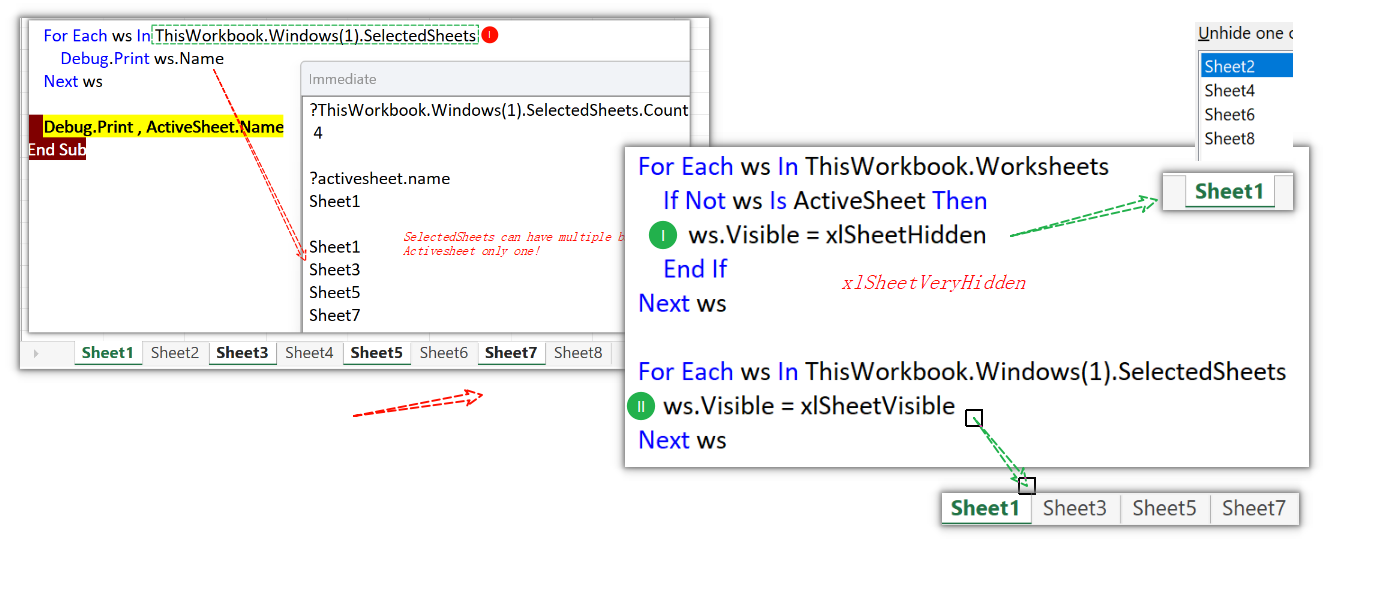 For Each ws In ThisWorkbook.Windows(1).SelectedSheets I
Debug.Print ws.Name
Next ws
Debug.Print , ActiveSheet.Name
End Sub
Immediate
?ThisWorkbook.Windows(1).SelectedSheets.Count
4
?activesheet.name
Sheet1
Sheet1
Sheet3
Sheet5
Sheet7
SelectedSheets can have multiple b
Activesheet only one!
Sheet1 Sheet2 Sheet3 Sheet4 Sheet5 Sheet6 Sheet7 Sheet8
Unhide one o
Sheet2
Sheet4
Sheet6
Sheet8
Sheet1
For Each ws In ThisWorkbook.Worksheets
If Not ws Is ActiveSheet Then
I ws.Visible = xlSheetHidden
End If
xlSheetVeryHidden
Next ws
For Each ws In ThisWorkbook.Windows(1).SelectedSheets
II ws.Visible = xlSheetVisible
Next ws
Sheet1 Sheet3 Sheet5 Sheet7